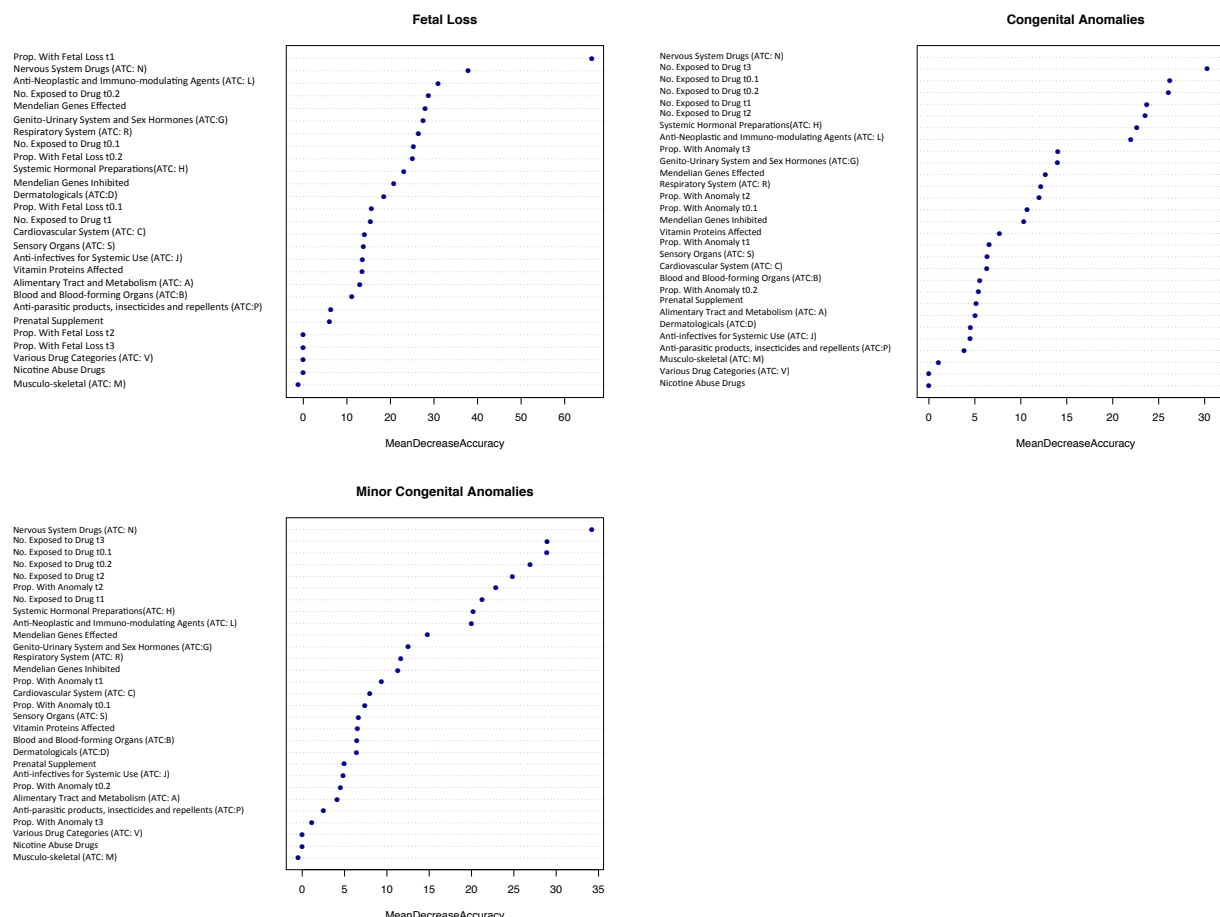 Fetal Loss
Prop. With Fetal Loss t1
Nervous System Drugs (ATC: N)
Anti-Neoplastic and Immuno-modulating Agents (ATC: L)
No. Exposed to Drug t0.2
Mendelian Genes Effected
Genito-Urinary System and Sex Hormones (ATC:G)
Respiratory System (ATC: R)
No. Exposed to Drug t0.1
Prop. With Fetal Loss t0.2
Systemic Hormonal Preparations(ATC: H)
Mendelian Genes Inhibited
Dermatologicals (ATC:D)
Prop. With Fetal Loss t0.1
No. Exposed to Drug t1
Cardiovascular System (ATC: C)
Sensory Organs (ATC: S)
Anti-infectives for Systemic Use (ATC: J)
Vitamin Proteins Affected
Alimentary Tract and Metabolism (ATC: A)
Blood and Blood-forming Organs (ATC:B)
Anti-parasitic products, insecticides and repellents (ATC:P)
Prenatal Supplement
Prop. With Fetal Loss t2
Prop. With Fetal Loss t3
Various Drug Categories (ATC: V)
Nicotine Abuse Drugs
Musculo-skeletal (ATC: M)
0 10 20 30 40 50 60
MeanDecreaseAccuracy
Congenital Anomalies
Nervous System Drugs (ATC: N)
No. Exposed to Drug t3
No. Exposed to Drug t0.1
No. Exposed to Drug t0.2
No. Exposed to Drug t1
No. Exposed to Drug t2
Systemic Hormonal Preparations(ATC: H)
Anti-Neoplastic and Immuno-modulating Agents (ATC: L)
Prop. With Anomaly t3
Genito-Urinary System and Sex Hormones (ATC:G)
Mendelian Genes Effected
Respiratory System (ATC: R)
Prop. With Anomaly t2
Prop. With Anomaly t0.1
Mendelian Genes Inhibited
Vitamin Proteins Affected
Prop. With Anomaly t1
Sensory Organs (ATC: S)
Cardiovascular System (ATC: C)
Blood and Blood-forming Organs (ATC:B)
Prop. With Anomaly t0.2
Prenatal Supplement
Alimentary Tract and Metabolism (ATC: A)
Dermatologicals (ATC:D)
Anti-infectives for Systemic Use (ATC: J)
Anti-parasitic products, insecticides and repellents (ATC:P)
Musculo-skeletal (ATC: M)
Various Drug Categories (ATC: V)
Nicotine Abuse Drugs
0 5 10 15 20 25 30
MeanDecreaseAccuracy
Minor Congenital Anomalies
Nervous System Drugs (ATC: N)
No. Exposed to Drug t3
No. Exposed to Drug t0.1
No. Exposed to Drug t0.2
No. Exposed to Drug t2
Prop. With Anomaly t2
No. Exposed to Drug t1
Systemic Hormonal Preparations(ATC: H)
Anti-Neoplastic and Immuno-modulating Agents (ATC: L)
Mendelian Genes Effected
Genito-Urinary System and Sex Hormones (ATC:G)
Respiratory System (ATC: R)
Mendelian Genes Inhibited
Prop. With Anomaly t1
Cardiovascular System (ATC: C)
Prop. With Anomaly t0.1
Sensory Organs (ATC: S)
Vitamin Proteins Affected
Blood and Blood-forming Organs (ATC:B)
Dermatologicals (ATC:D)
Prenatal Supplement
Anti-infectives for Systemic Use (ATC: J)
Prop. With Anomaly t0.2
Alimentary Tract and Metabolism (ATC: A)
Anti-parasitic products, insecticides and repellents (ATC:P)
Prop. With Anomaly t3
Various Drug Categories (ATC: V)
Nicotine Abuse Drugs
Musculo-skeletal (ATC: M)
0 5 10 15 20 25 30 35
MeanDecreaseAccuracy